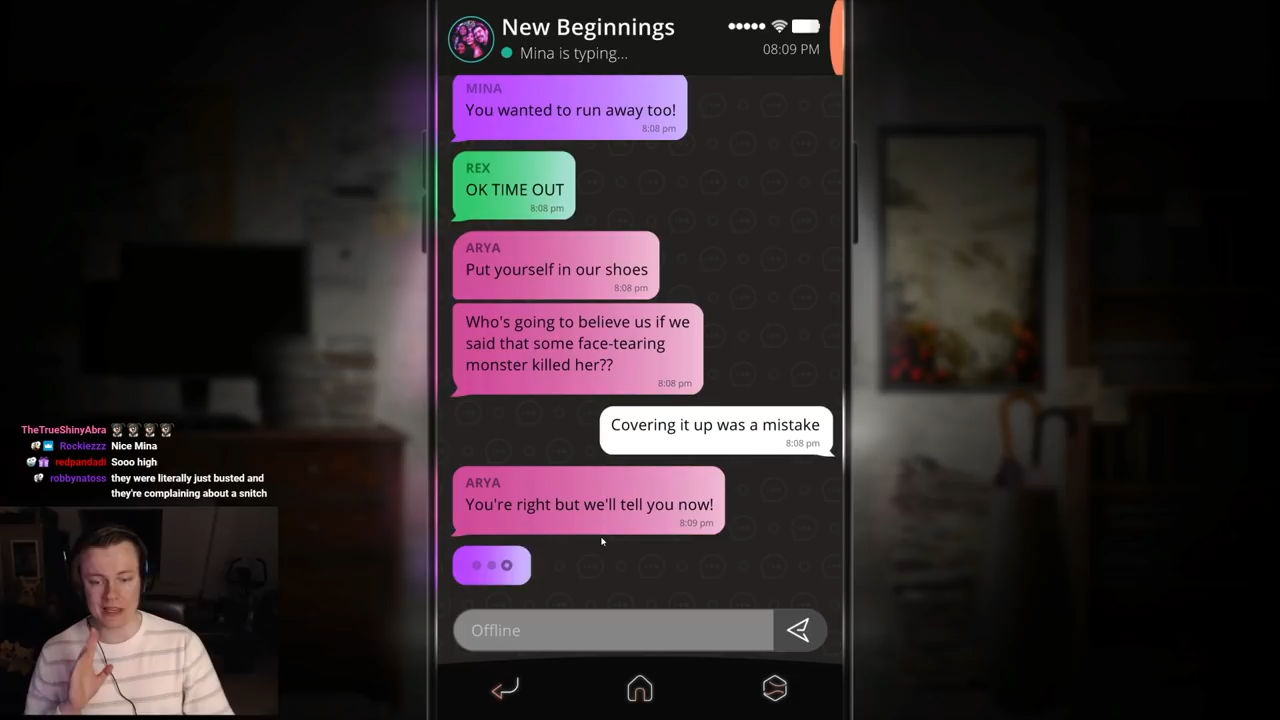 New Beginnings
Mina is typing...
08:09 PM
MINA
You wanted to run away too!
8:08 pm
REX
OK TIME OUT
8:08 pm
ARYA
Put yourself in our shoes
8:08 pm
Who's going to believe us if we
said that some face-tearing
monster killed her??
8:08 pm
Covering it up was a mistake
8:08 pm
ARYA
You're right but we'll tell you now!
8:09 pm
Offline
TheTrueShinyAbra
Rockiezzz Nice Mina
redpandadi Sooo high
robbynatoss they were literally just busted and
they're complaining about a snitch